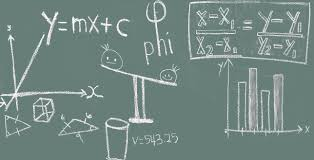 y
y=mx+c
φ
phi
x-x₁/x₂-x₁ = y-y₁/y₂-y₁
x
V=543.25
y
x